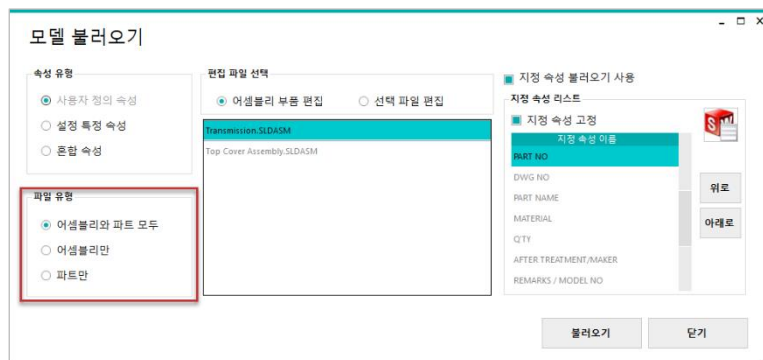 모델 불러오기
속성 유형
사용자 정의 속성
설정 특정 속성
혼합 속성
파일 유형
어셈블리와 파트 모두
어셈블리만
파트만
편집 파일 선택
어셈블리 부품 편집
선택 파일 편집
Transmission.SLDASM
Top Cover Assembly.SLDASM
지정 속성 불러오기 사용
지정 속성 리스트
지정 속성 고정
지정 속성 이름
PART NO
DWG NO
PART NAME
MATERIAL
Q'TY
AFTER TREATMENT/MAKER
REMARKS / MODEL NO
위로
아래로
불러오기
닫기